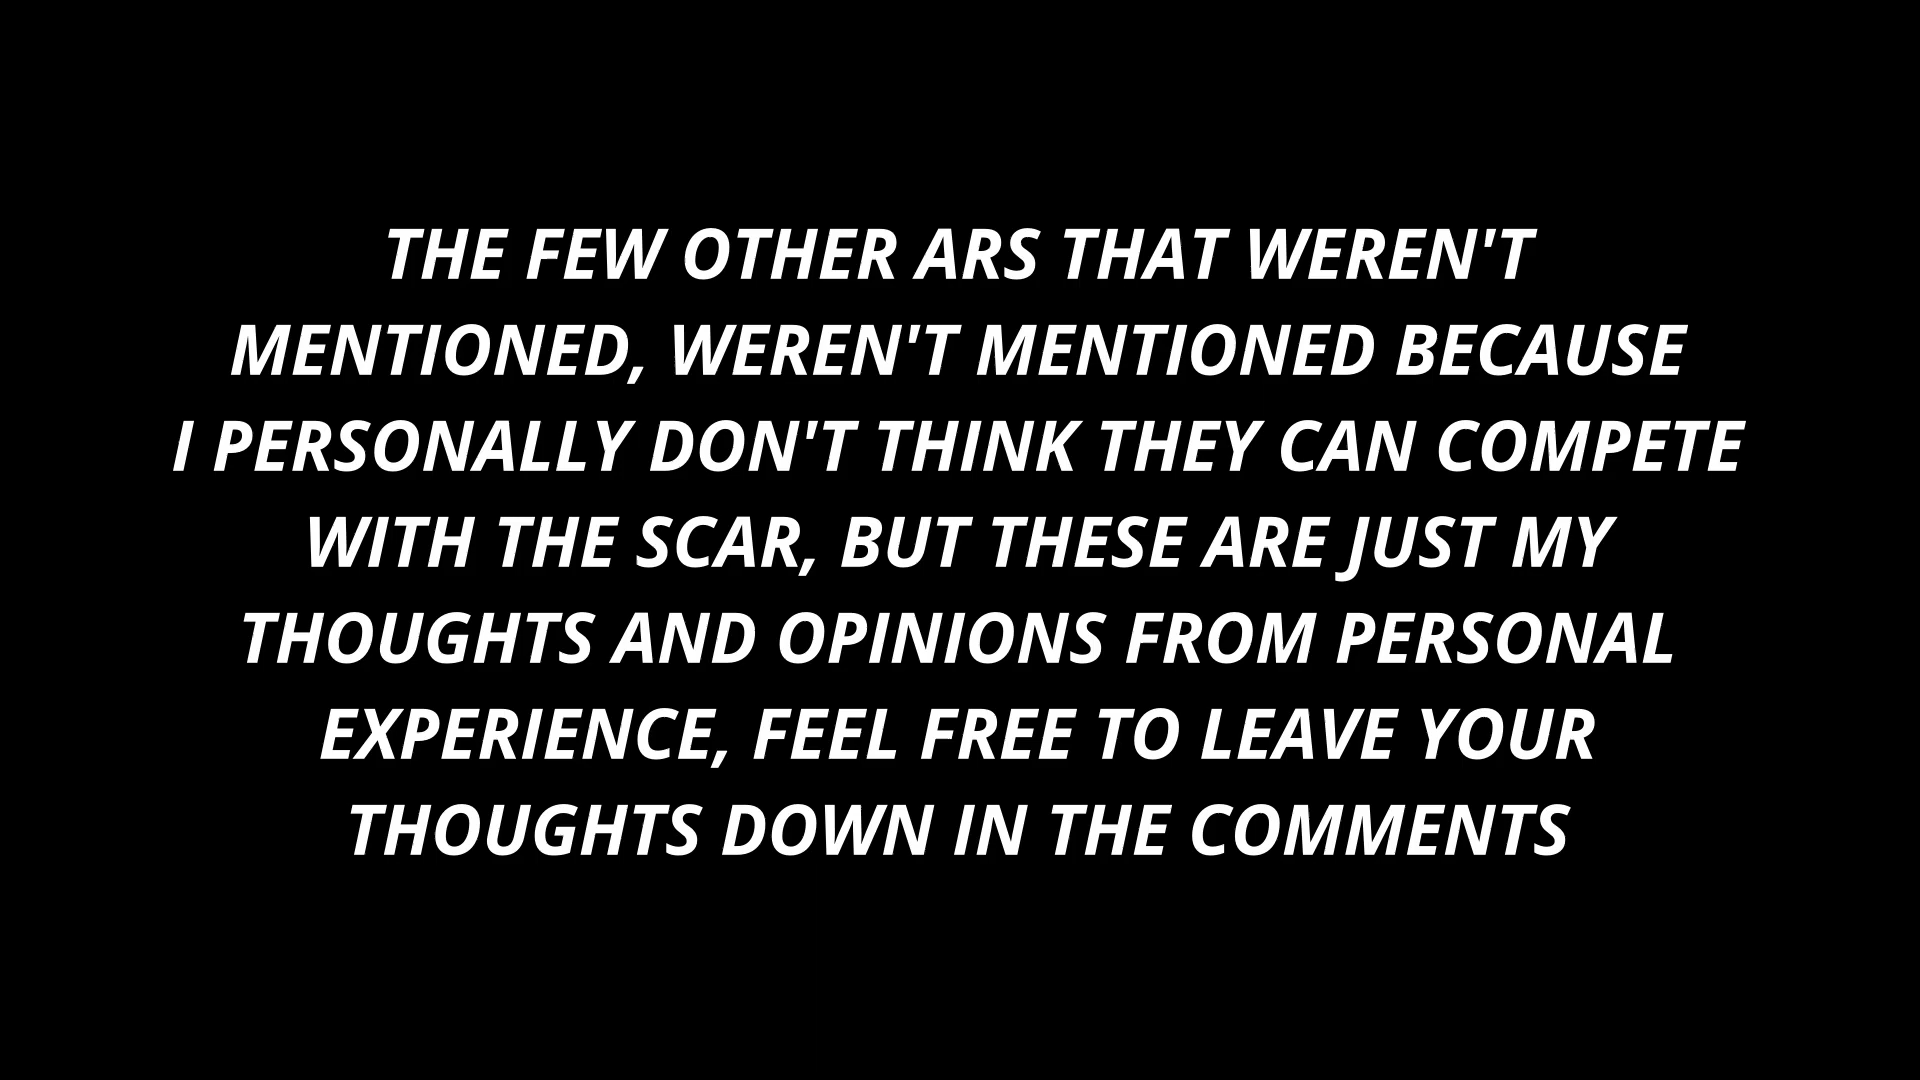 THE FEW OTHER ARS THAT WEREN'T
MENTIONED, WEREN'T MENTIONED BECAUSE
I PERSONALLY DON'T THINK THEY CAN COMPETE
WITH THE SCAR, BUT THESE ARE JUST MY
THOUGHTS AND OPINIONS FROM PERSONAL
EXPERIENCE, FEEL FREE TO LEAVE YOUR
THOUGHTS DOWN IN THE COMMENTS